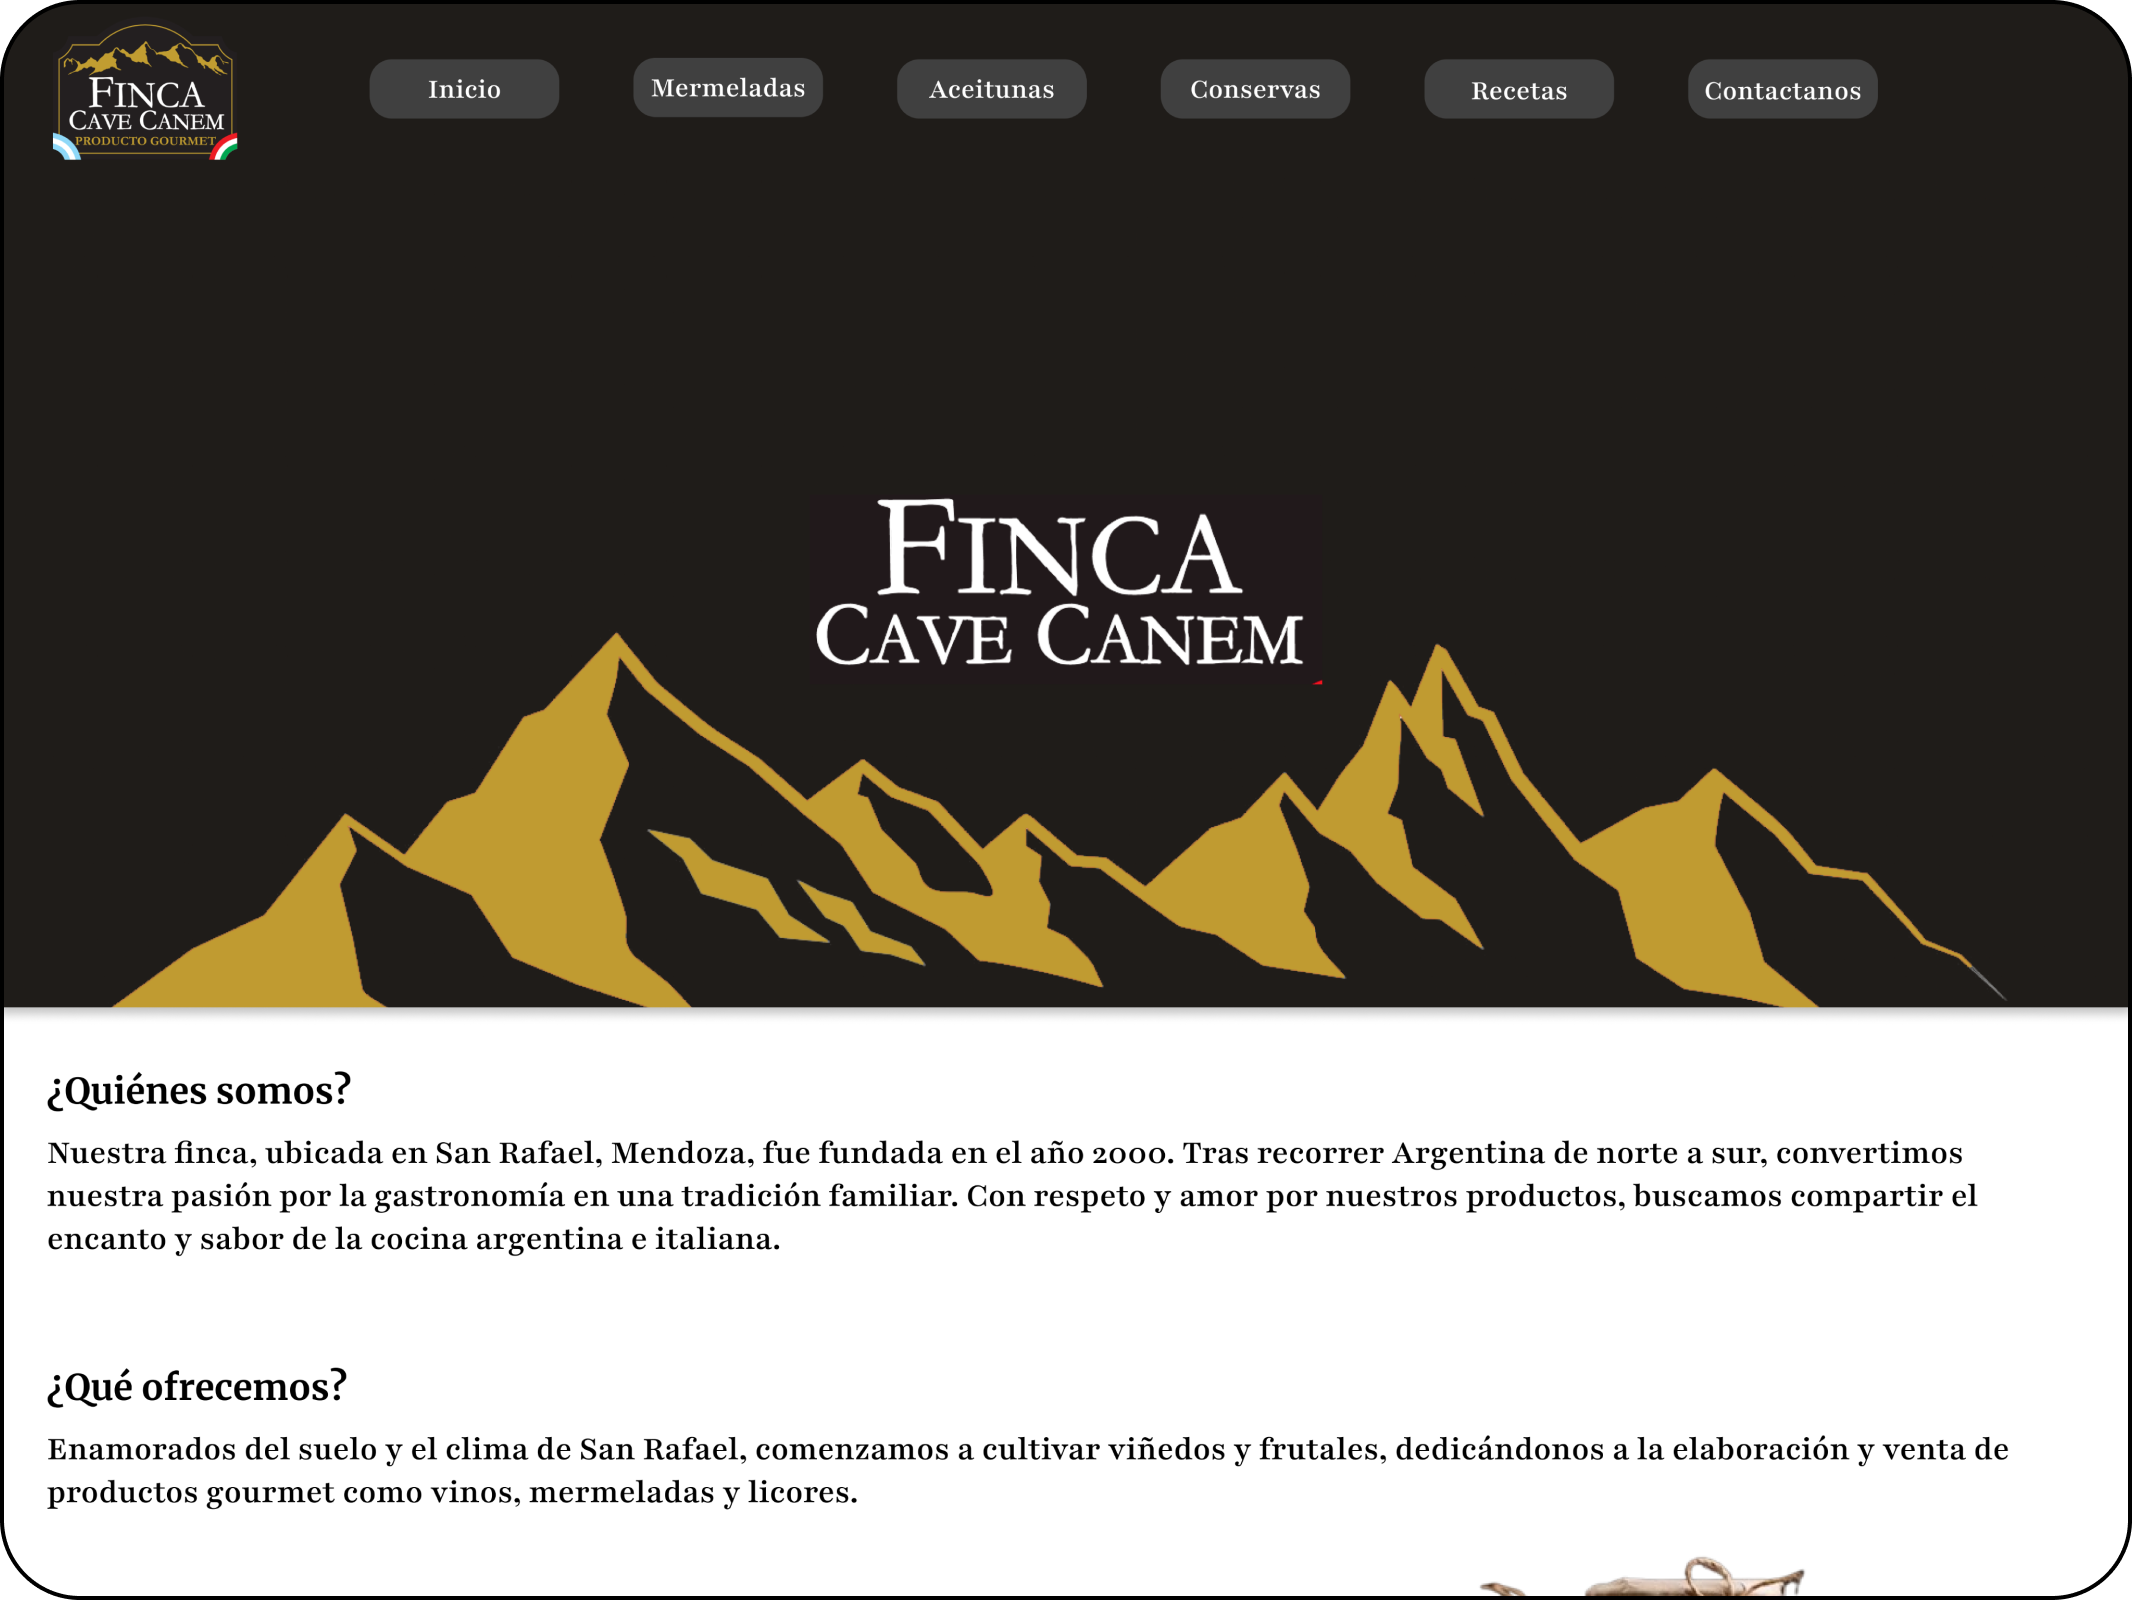 FINCA
CAVE CANEM
PRODUCTO GOURMET
Inicio
Mermeladas
Aceitunas
Conservas
Recetas
Contactanos
FINCA
CAVE CANEM
¿Quiénes somos?
Nuestra finca, ubicada en San Rafael, Mendoza, fue fundada en el año 2000. Tras recorrer Argentina de norte a sur, convertimos
nuestra pasión por la gastronomía en una tradición familiar. Con respeto y amor por nuestros productos, buscamos compartir el
encanto y sabor de la cocina argentina e italiana.
¿Qué ofrecemos?
Enamorados del suelo y el clima de San Rafael, comenzamos a cultivar viñedos y frutales, dedicándonos a la elaboración y venta de
productos gourmet como vinos, mermeladas y licores.